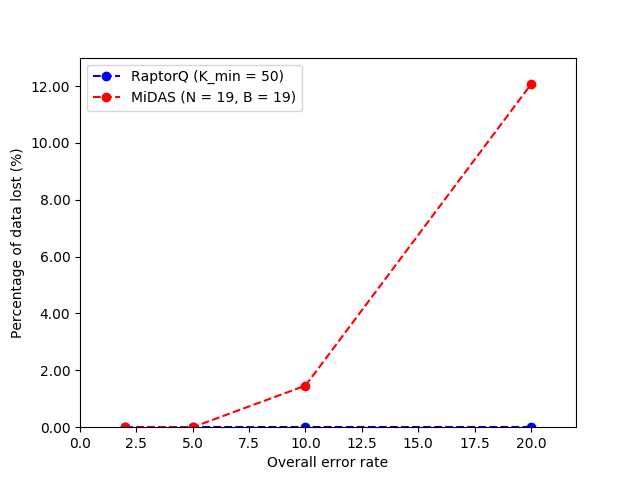 RaptorQ (K_min = 50)
MiDAS (N = 19, B = 19)
12.00
10.00
8.00
6.00
4.00
2.00
0.00
Percentage of data lost (%)
0.0 2.5 5.0 7.5 10.0 12.5 15.0 17.5 20.0
Overall error rate